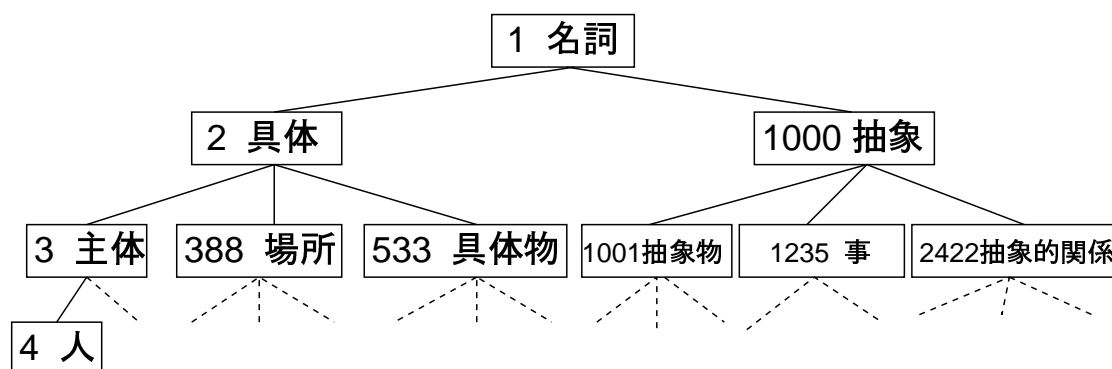 1 名詞
2 具体
1000 抽象
3 主体
388 場所
533 具体物
1001抽象物
1235 事
2422抽象的関係
4 人